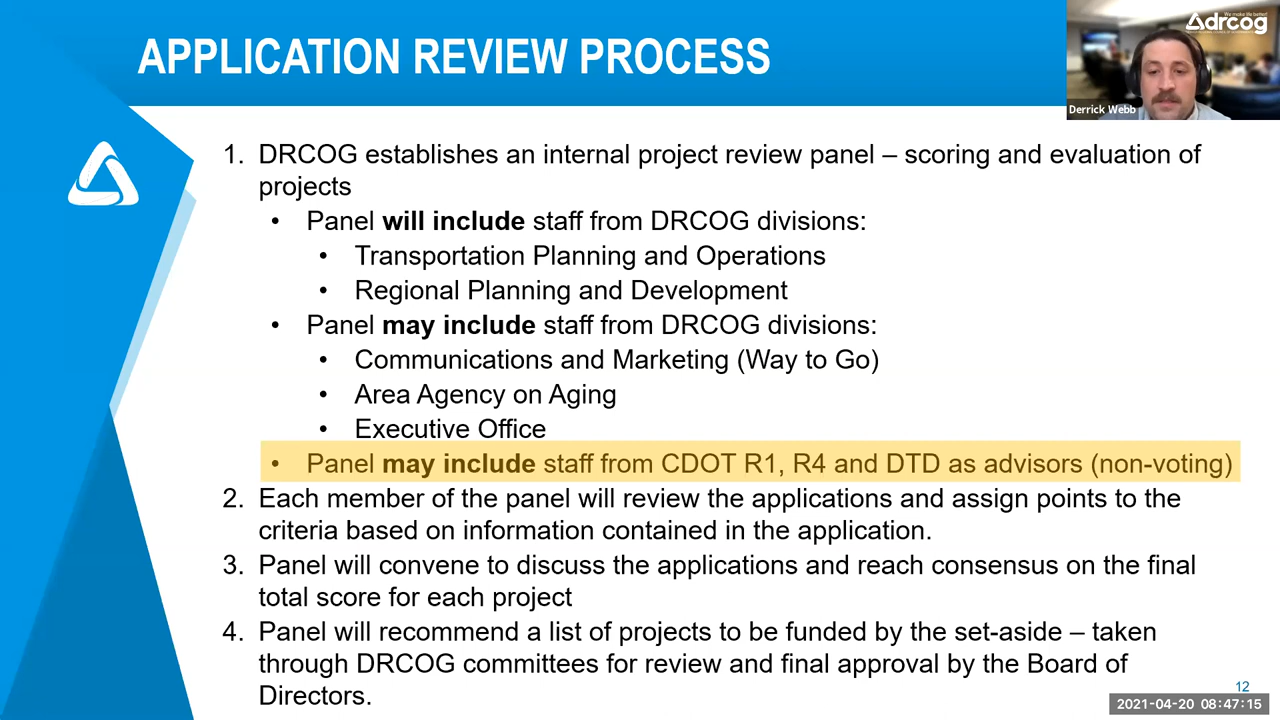 APPLICATION REVIEW PROCESS
We make life better!
drcog
Derrick Webb
1. DRCOG establishes an internal project review panel – scoring and evaluation of
projects
• Panel will include staff from DRCOG divisions:
• Transportation Planning and Operations
• Regional Planning and Development
• Panel may include staff from DRCOG divisions:
• Communications and Marketing (Way to Go)
• Area Agency on Aging
• Executive Office
• Panel may include staff from CDOT R1, R4 and DTD as advisors (non-voting)
2. Each member of the panel will review the applications and assign points to the
criteria based on information contained in the application.
3. Panel will convene to discuss the applications and reach consensus on the final
total score for each project
4. Panel will recommend a list of projects to be funded by the set-aside – taken
through DRCOG committees for review and final approval by the Board of
Directors.
12
2021-04-20 08:47:15